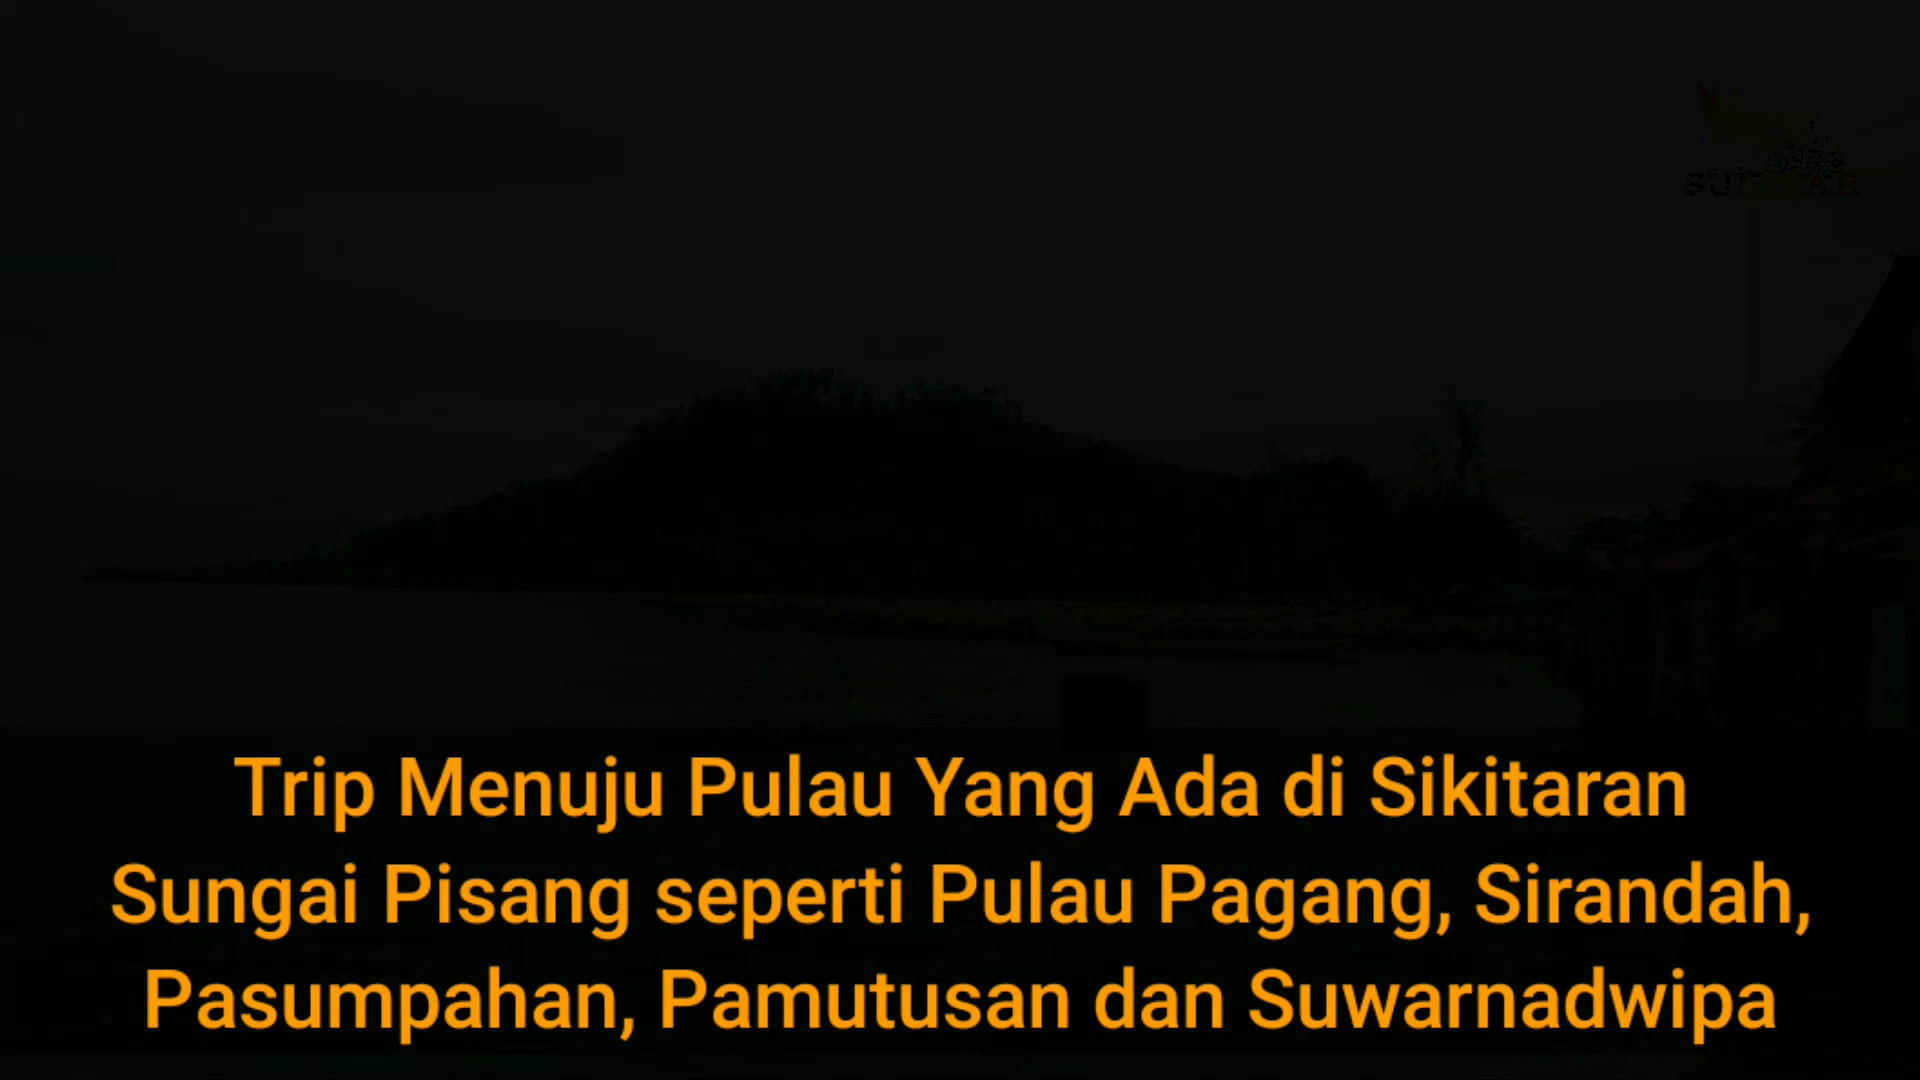 Trip Menuju Pulau Yang Ada di Sikitaran
Sungai Pisang seperti Pulau Pagang, Sirandah,
Pasumpahan, Pamutusan dan Suwarnadwipa